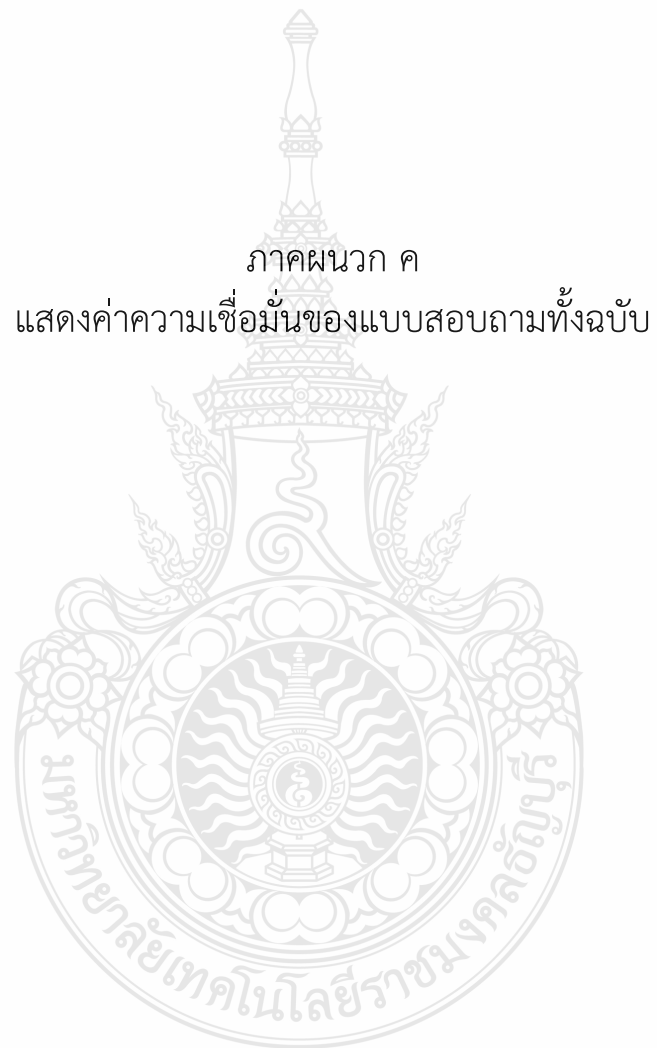 ภาคผนวก ค
แสดงค่าความเชื่อมั่นของแบบสอบถามทั้งฉบับ
มหาวิทยาลัยเทคโนโลยีราชมงคลธัญบุรี